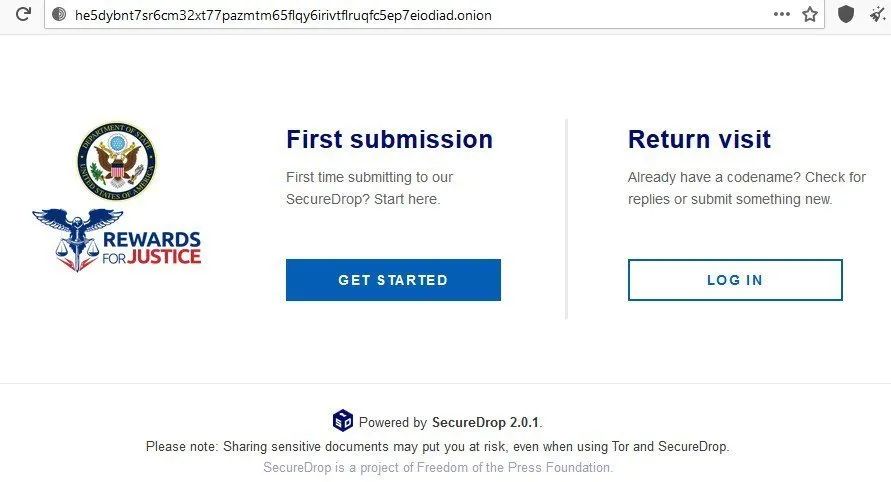 he5dybnt7sr6cm32xt77pazmtm65flqy6irivtflruqfc5ep7eiodiad.onion
DEPARTMENT OF STATE
UNITED STATES OF AMERICA
REWARDS
FOR JUSTICE
First submission
First time submitting to our
SecureDrop? Start here.
GET STARTED
Return visit
Already have a codename? Check for
replies or submit something new.
LOG IN
Powered by SecureDrop 2.0.1.
Please note: Sharing sensitive documents may put you at risk, even when using Tor and SecureDrop.
SecureDrop is a project of Freedom of the Press Foundation.